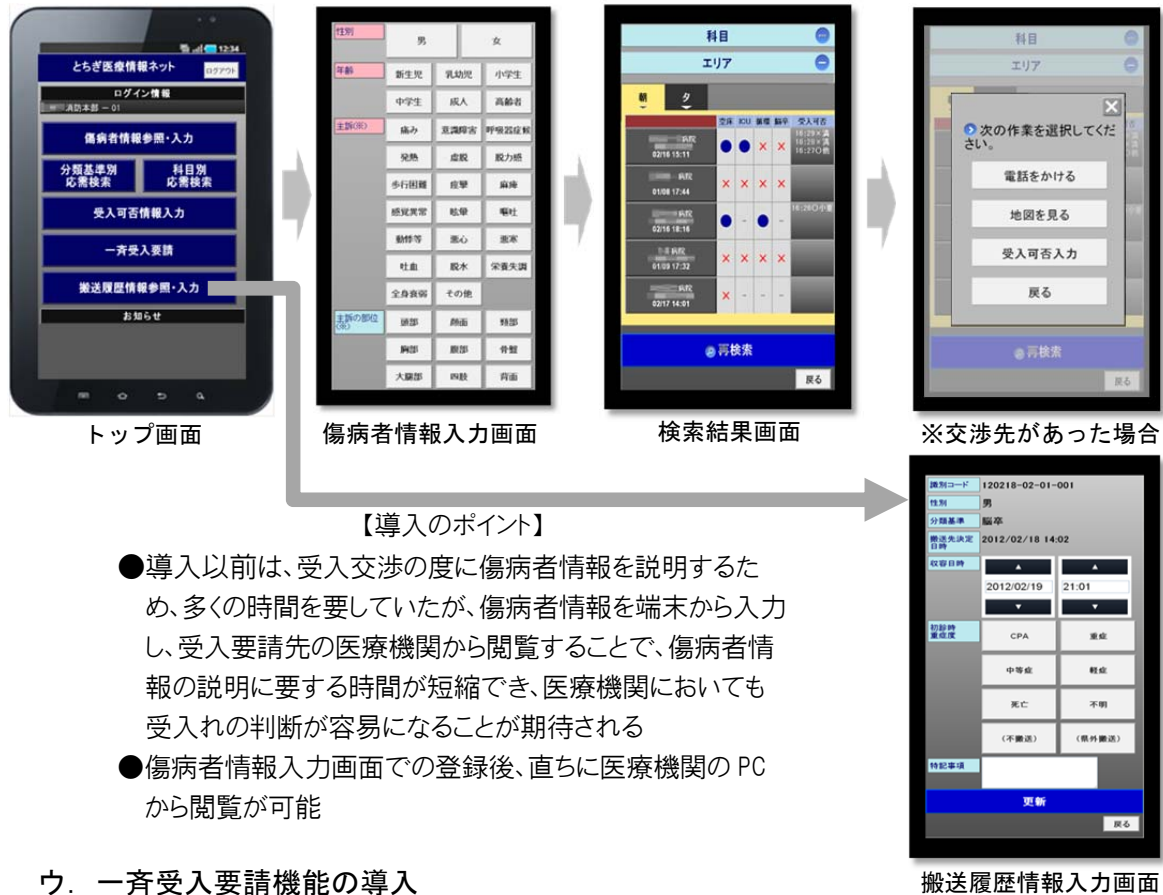 12:34
とちぎ医療情報ネット
ログアウト
ログイン情報
消防本部 - 01
傷病者情報参照・入力
分類基準別
応需検索
科目別
応需検索
受入可否情報入力
一斉受入要請
搬送履歴情報参照・入力
お知らせ
トップ画面
性別 男 女
年齢 新生児 乳幼児 小学生
中学生 成人 高齢者
主訴(※) 痛み 意識障害 呼吸器症候
発熱 虚脱 脱力感
歩行困難 痙攣 麻痺
感覚異常 眩暈 嘔吐
動悸等 悪心 悪寒
吐血 脱水 栄養失調
全身衰弱 その他
主訴の部位
(※)
頭部 顔面 頸部
胸部 腹部 骨盤
大腿部 四肢 背面
傷病者情報入力画面
科目
エリア
朝 夕
空床 ICU 循環 脳卒 受入可否
病院
02/16 15:11
● ● × ×
病院
01/08 17:44
× × × ×
病院
02/16 18:16
● - ● -
病院
01/09 17:32
× × × ×
病院
02/17 14:01
× - - -
再検索
戻る
検索結果画面
科目
エリア
次の作業を選択してくだ
さい。
電話をかける
地図を見る
受入可否入力
戻る
再検索
戻る
※交渉先があった場合
【導入のポイント】
●導入以前は、受入交渉の度に傷病者情報を説明するた
め、多くの時間を要していたが、傷病者情報を端末から入力
し、受入要請先の医療機関から閲覧することで、傷病者情
報の説明に要する時間が短縮でき、医療機関においても
受入れの判断が容易になることが期待される
●傷病者情報入力画面での登録後、直ちに医療機関の PC
から閲覧が可能
識別コード 120218-02-01-001
性別 男
分類基準 脳卒
搬送先決定
日時
2012/02/18 14:02
収容日時
2012/02/19 21:01
初診時
重症度
CPA 重症
中等症 軽症
死亡 不明
(不搬送) (県外搬送)
特記事項
更新
戻る
搬送履歴情報入力画面
ウ. 一斉受入要請機能の導入